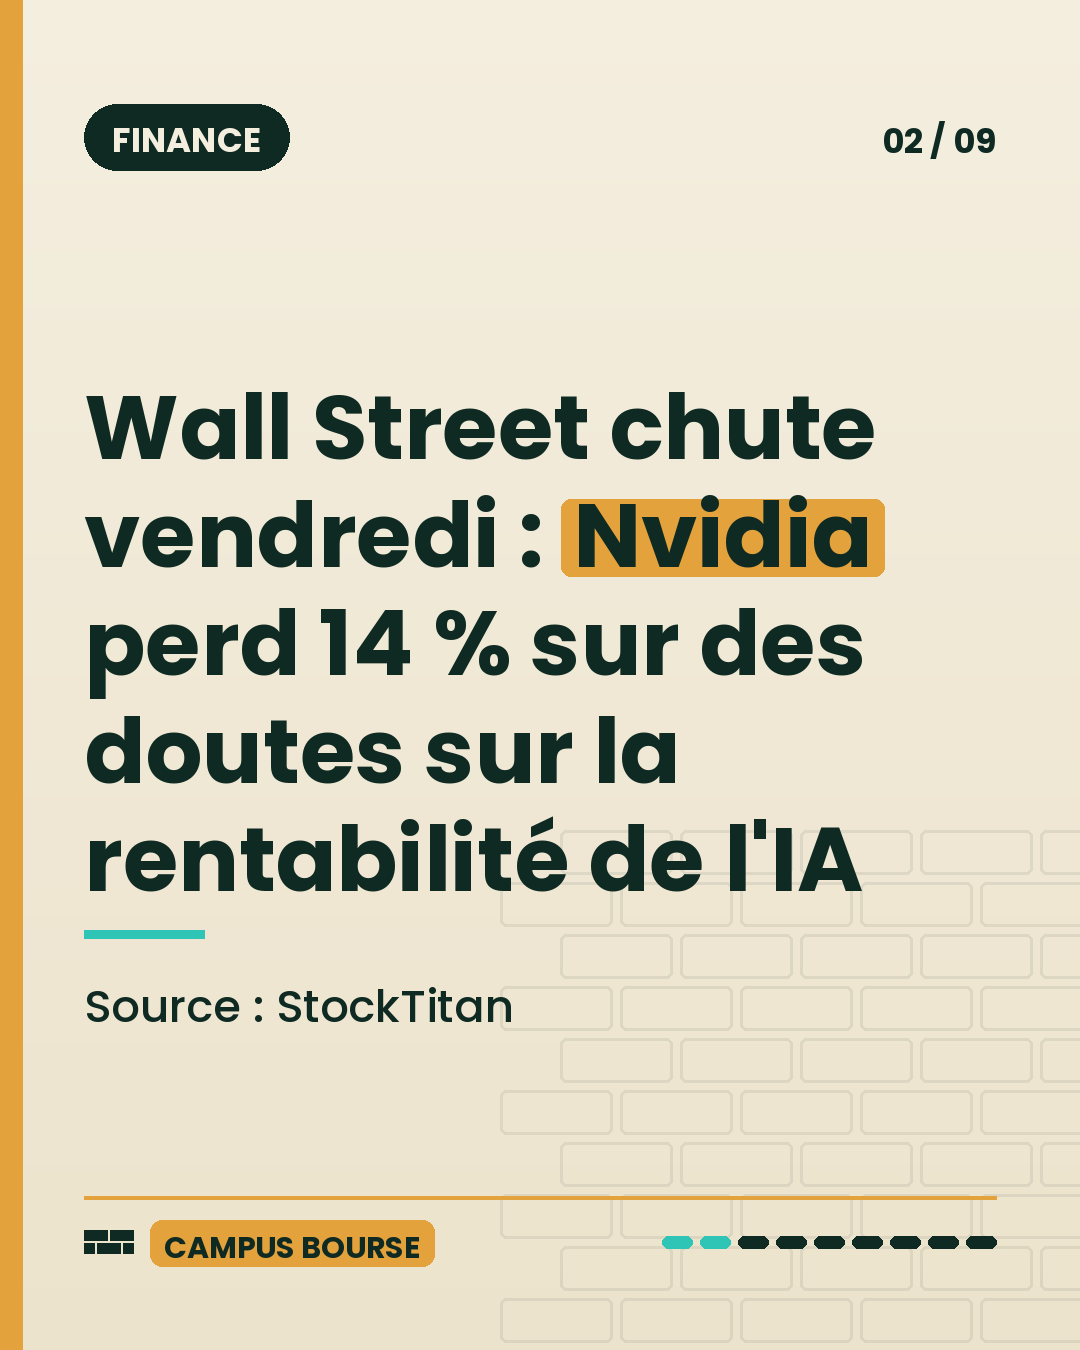 FINANCE
02 / 09
Wall Street chute
vendredi : Nvidia
perd 14 % sur des
doutes sur la
rentabilité de l'IA
Source : StockTitan
CAMPUS BOURSE